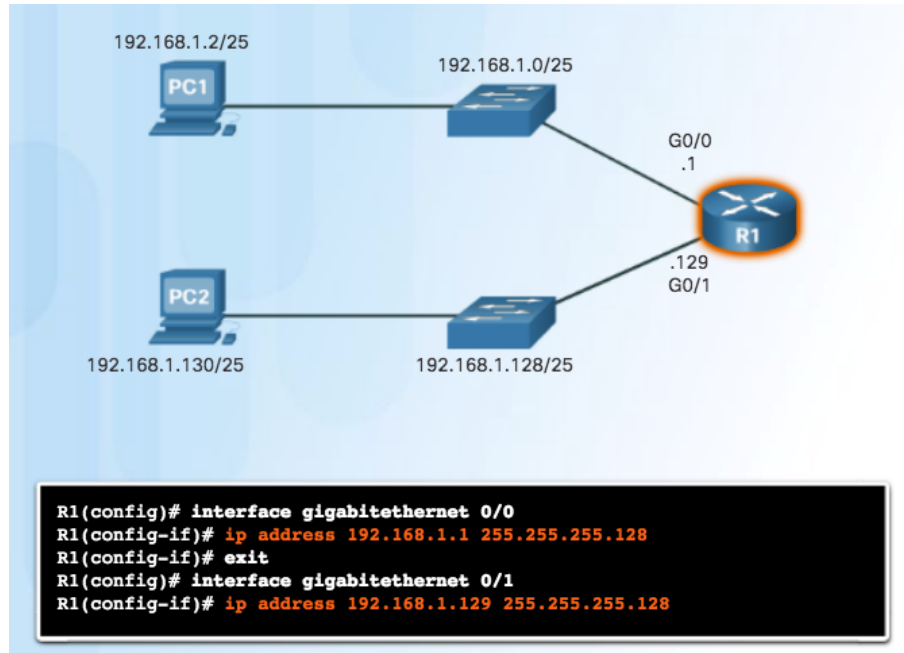 192.168.1.2/25
PC1
192.168.1.0/25
G0/0
.1
R1
.129
G0/1
PC2
192.168.1.130/25
192.168.1.128/25
R1(config)# interface gigabitethernet 0/0
R1(config-if)# ip address 192.168.1.1 255.255.255.128
R1(config-if)# exit
R1(config)# interface gigabitethernet 0/1
R1(config-if)# ip address 192.168.1.129 255.255.255.128